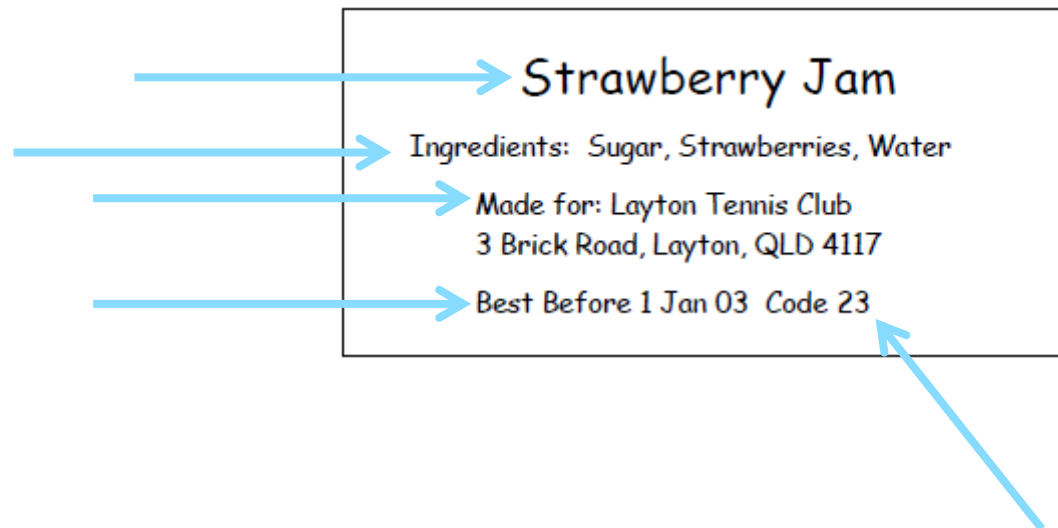 Strawberry Jam
Ingredients: Sugar, Strawberries, Water
Made for: Layton Tennis Club
3 Brick Road, Layton, QLD 4117
Best Before 1 Jan 03 Code 23